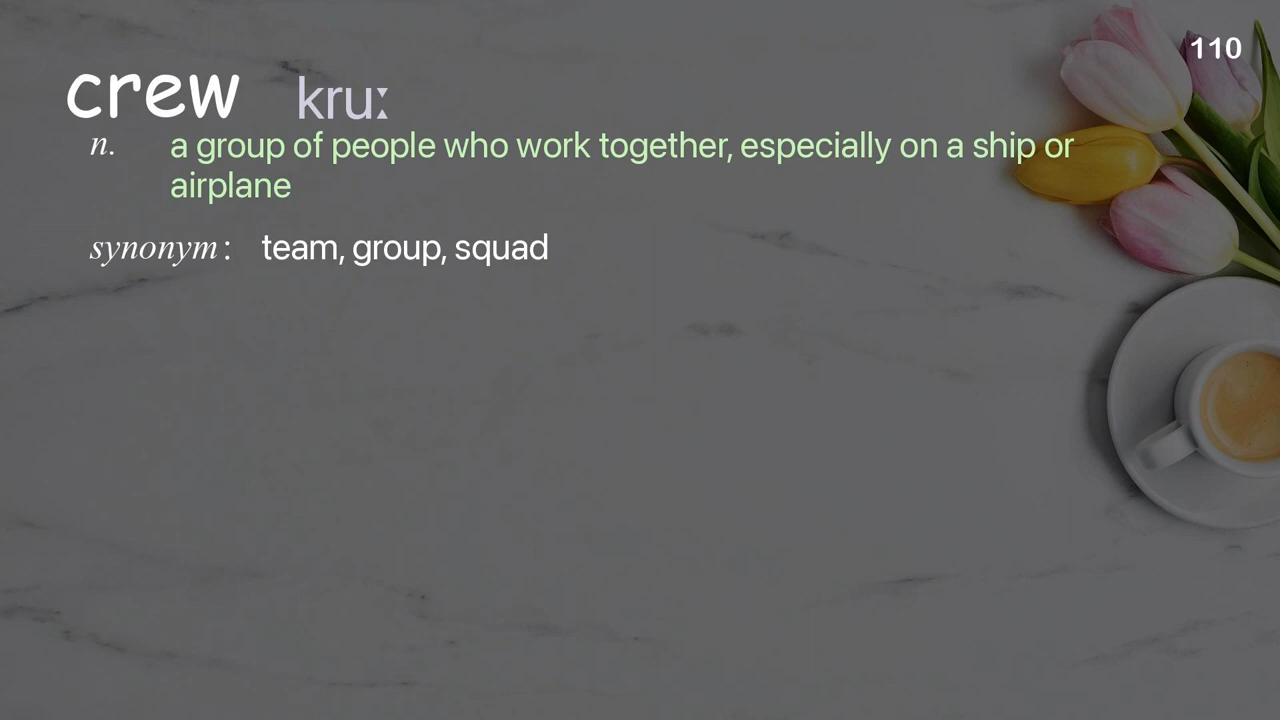 110
crew kruː
n. a group of people who work together, especially on a ship or
airplane
synonym : team, group, squad